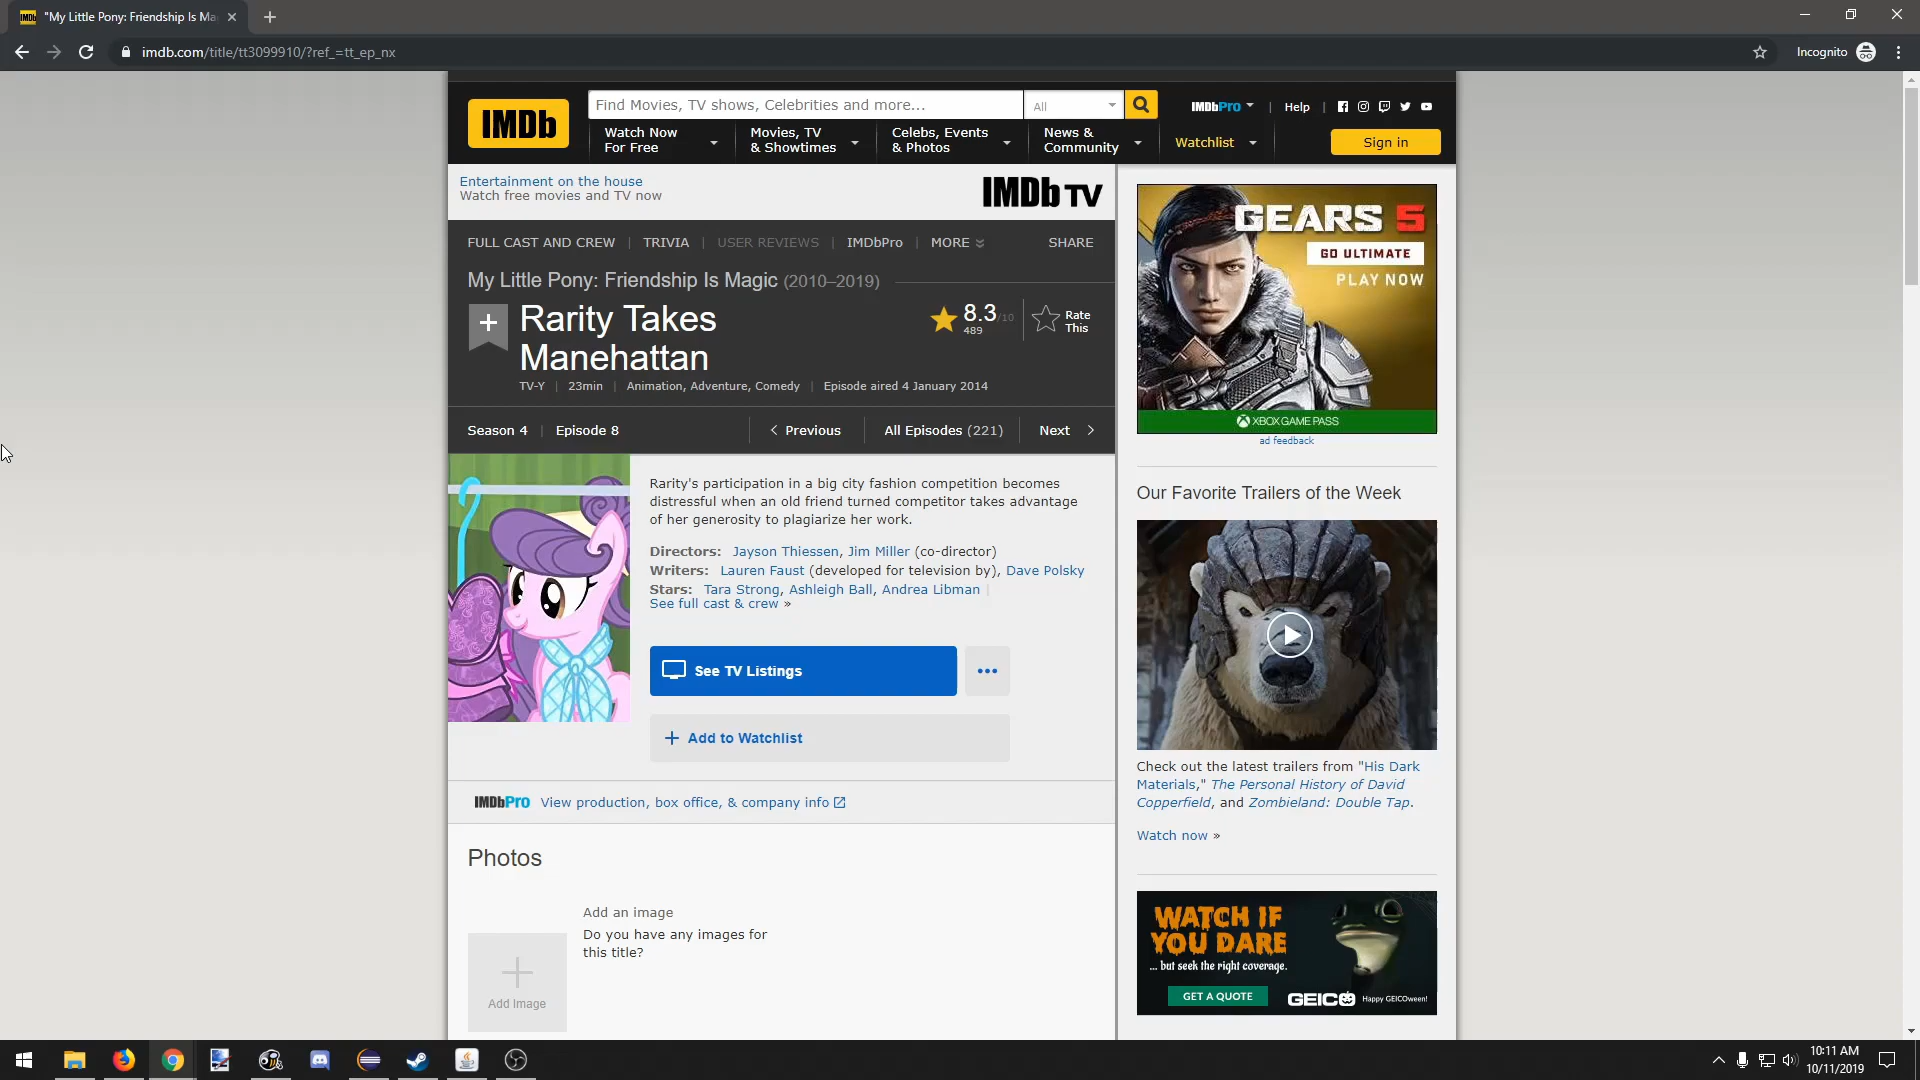 "My Little Pony: Friendship Is Ma
imdb.com/title/tt3099910/?ref_=tt_ep_nx
Incognito
IMDb
Find Movies, TV shows, Celebrities and more...
All
IMDbPro
Help
Watch Now
For Free
Movies, TV
& Showtimes
Celebs, Events
& Photos
News &
Community
Watchlist
Sign in
Entertainment on the house
Watch free movies and TV now
IMDb TV
FULL CAST AND CREW | TRIVIA | USER REVIEWS | IMDbPro | MORE
SHARE
My Little Pony: Friendship Is Magic (2010–2019)
+
Rarity Takes
Manehattan
8.3/10
489
Rate
This
TV-Y | 23min | Animation, Adventure, Comedy | Episode aired 4 January 2014
Season 4 | Episode 8
Previous
All Episodes (221)
Next
Rarity's participation in a big city fashion competition becomes
distressful when an old friend turned competitor takes advantage
of her generosity to plagiarize her work.
Directors: Jayson Thiessen, Jim Miller (co-director)
Writers: Lauren Faust (developed for television by), Dave Polsky
Stars: Tara Strong, Ashleigh Ball, Andrea Libman |
See full cast & crew »
See TV Listings
+ Add to Watchlist
IMDbPro View production, box office, & company info
Photos
Add an image
Do you have any images for
this title?
Add Image
GEARS 5
GO ULTIMATE
PLAY NOW
XBOX GAME PASS
ad feedback
Our Favorite Trailers of the Week
Check out the latest trailers from "His Dark
Materials," The Personal History of David
Copperfield, and Zombieland: Double Tap.
Watch now »
WATCH IF
YOU DARE
... but seek the right coverage.
GET A QUOTE
GEICO
Happy GEICOween!
10:11 AM
10/11/2019